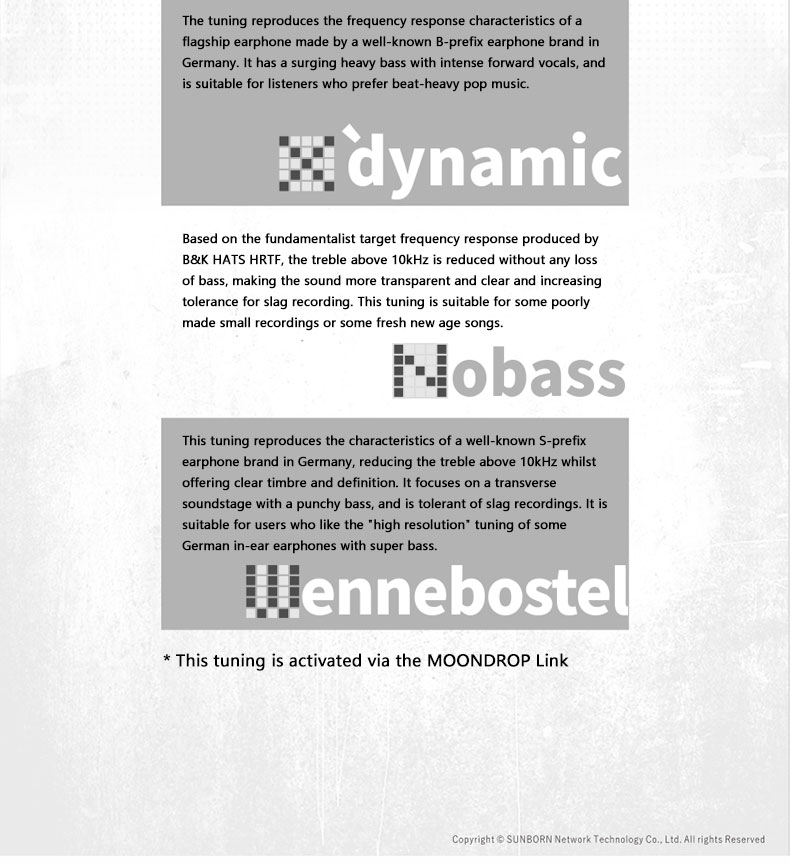 The tuning reproduces the frequency response characteristics of a
flagship earphone made by a well-known B-prefix earphone brand in
Germany. It has a surging heavy bass with intense forward vocals, and
is suitable for listeners who prefer beat-heavy pop music.
X`dynamic
Based on the fundamentalist target frequency response produced by
B&K HATS HRTF, the treble above 10kHz is reduced without any loss
of bass, making the sound more transparent and clear and increasing
tolerance for slag recording. This tuning is suitable for some poorly
made small recordings or some fresh new age songs.
Nobass
This tuning reproduces the characteristics of a well-known S-prefix
earphone brand in Germany, reducing the treble above 10kHz whilst
offering clear timbre and definition. It focuses on a transverse
soundstage with a punchy bass, and is tolerant of slag recordings. It is
suitable for users who like the "high resolution" tuning of some
German in-ear earphones with super bass.
Wennebostel
* This tuning is activated via the MOONDROP Link
Copyright © SUNBORN Network Technology Co., Ltd. All rights Reserved